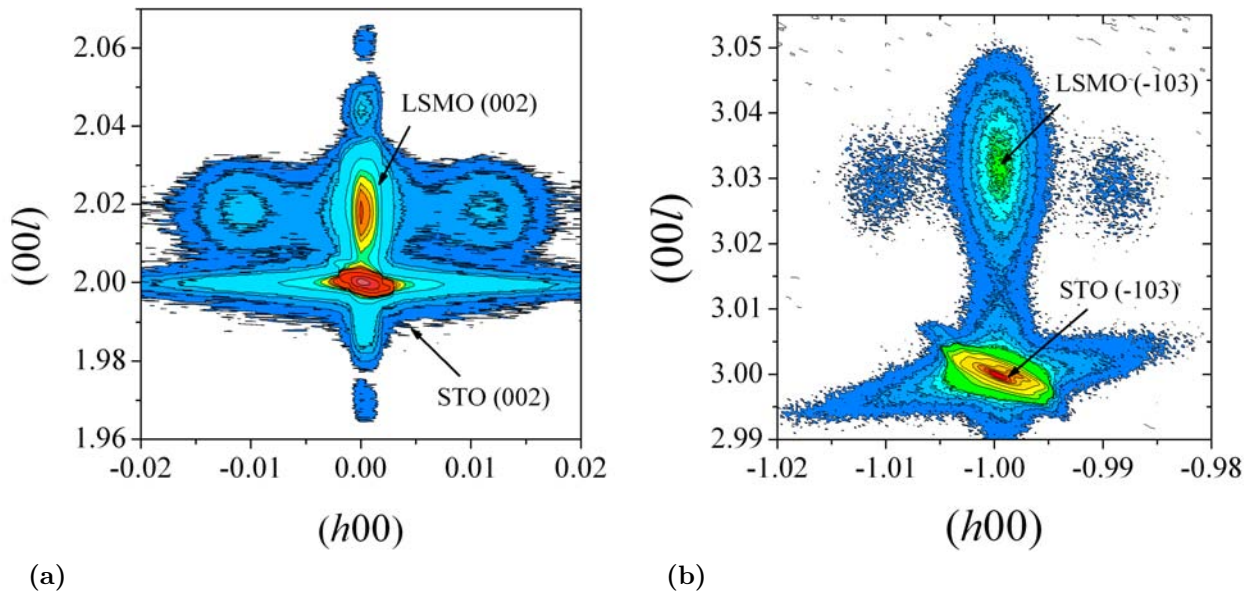 2.06
2.04
2.02
2.00
1.98
1.96
(00l)
LSMO (002)
STO (002)
-0.02 -0.01 0.00 0.01 0.02
(h00)
(a)
3.05
3.04
3.03
3.02
3.01
3.00
2.99
(00l)
LSMO (-103)
STO (-103)
-1.02 -1.01 -1.00 -0.99 -0.98
(h00)
(b)